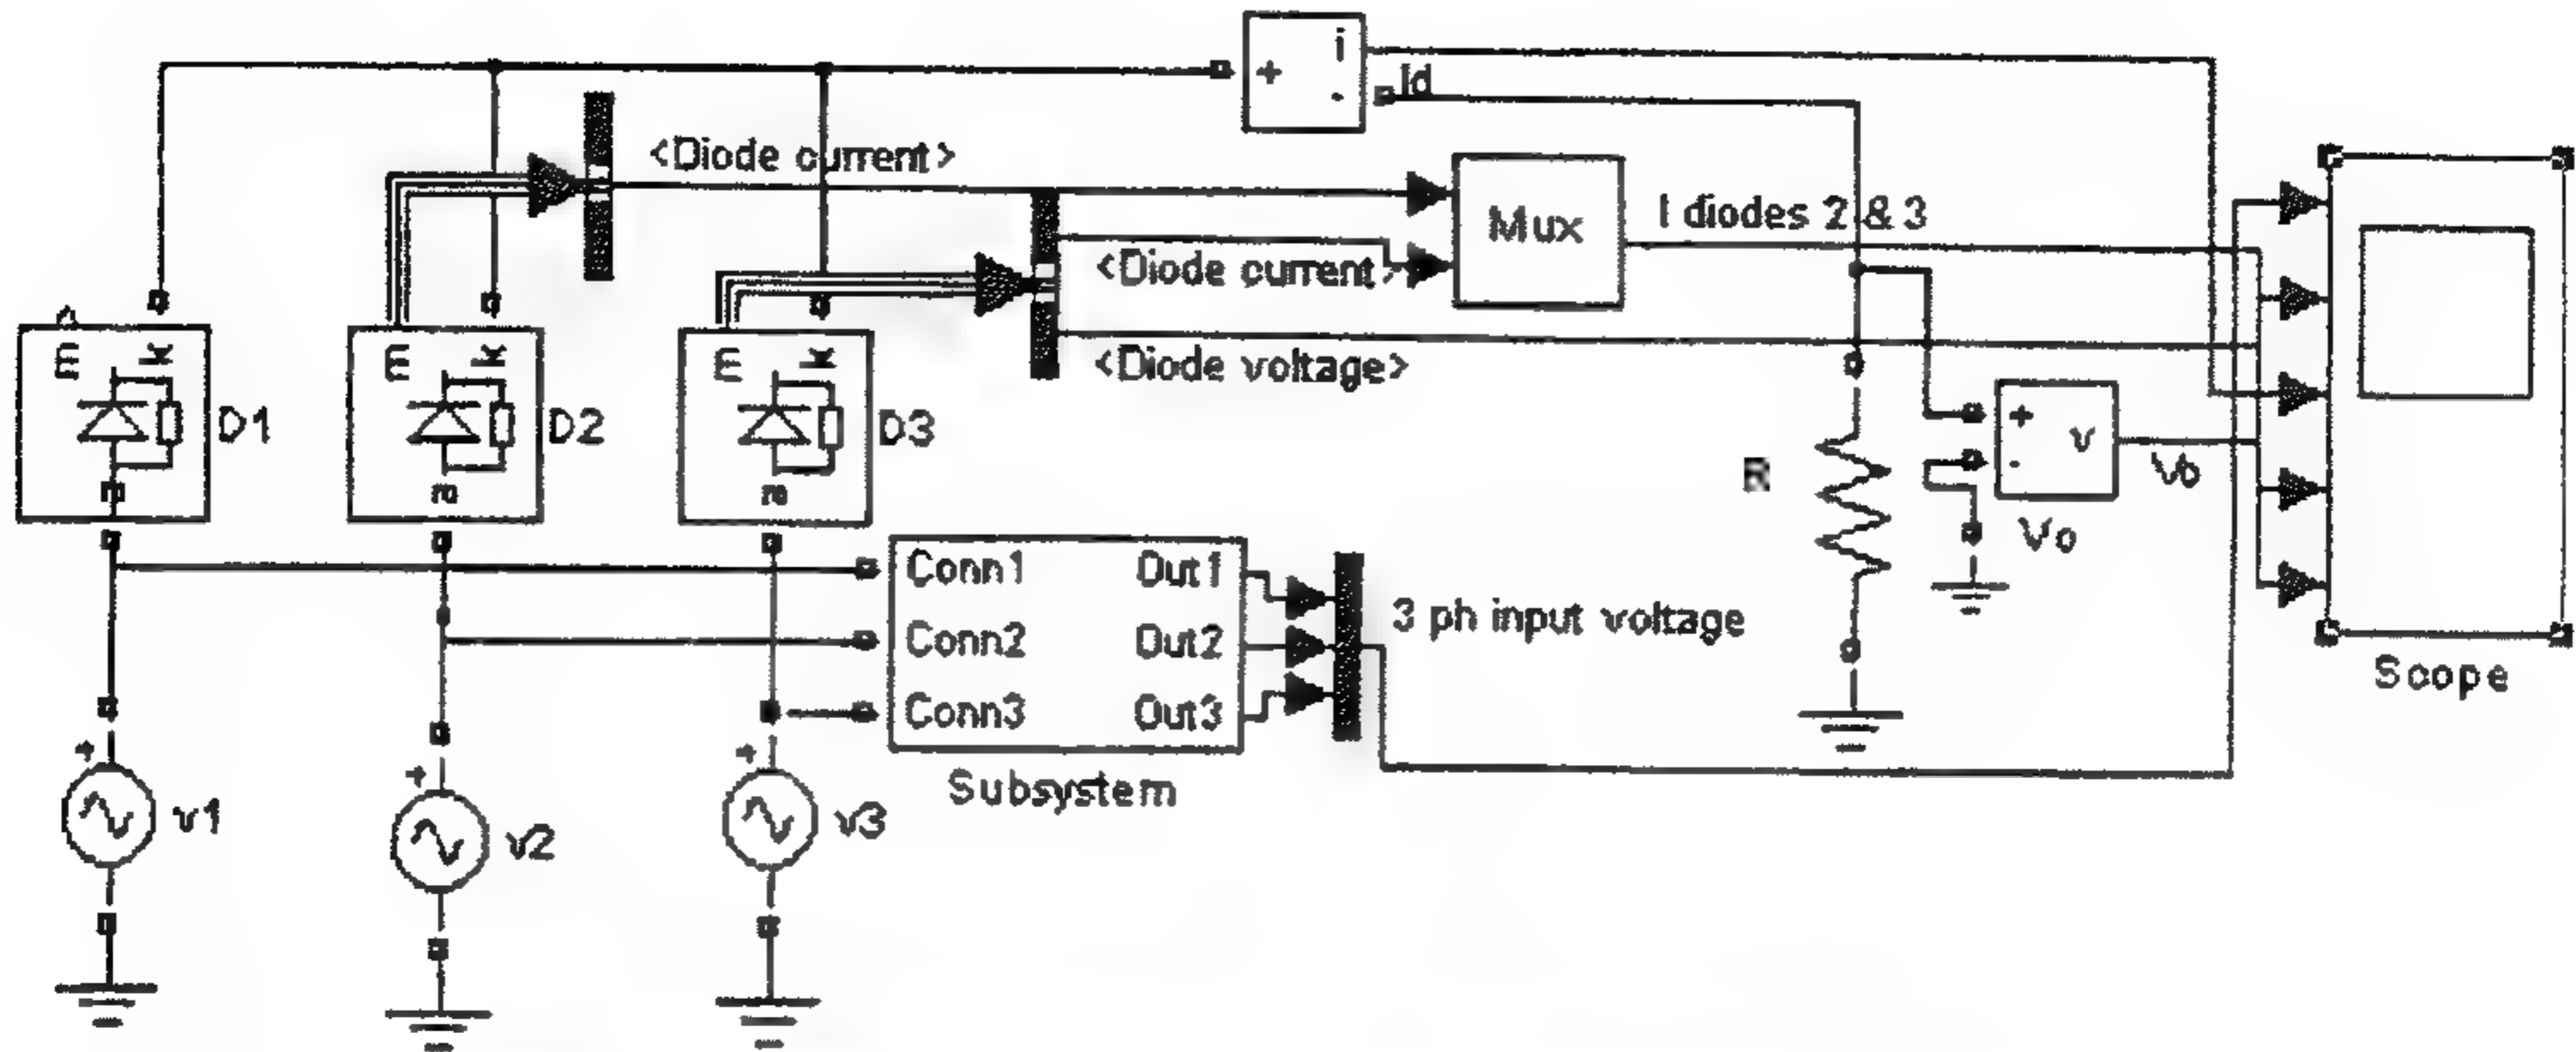 + i
-
id
<Diode current>
Mux
I diodes 2 & 3
<Diode current>
<Diode voltage>
m k
D1
a
m k
D2
a
m k
D3
a
R
+
v
-
Vo
Vo
Conn1 Out1
Conn2 Out2
Conn3 Out3
Subsystem
3 ph input voltage
Scope
+
v1
+
v2
+
v3